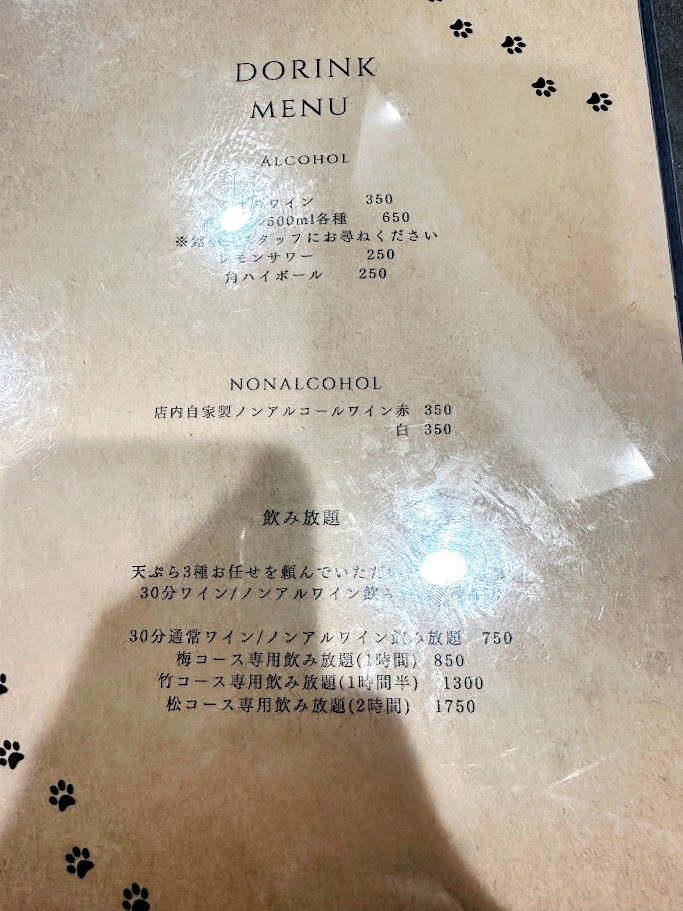 DORINK
MENU
ALCOHOL
ワイン 350
500ml各種 650
スタッフにお尋ねください
レモンサワー 250
角ハイボール 250
NONALCOHOL
店内自家製ノンアルコールワイン赤 350
白 350
飲み放題
天ぷら3種お任せを頼んでいただ
30分ワイン/ノンアルワイン飲み
30分通常ワイン/ノンアルワイン飲み放題 750
梅コース専用飲み放題(1時間) 850
竹コース専用飲み放題(1時間半) 1300
松コース専用飲み放題(2時間) 1750